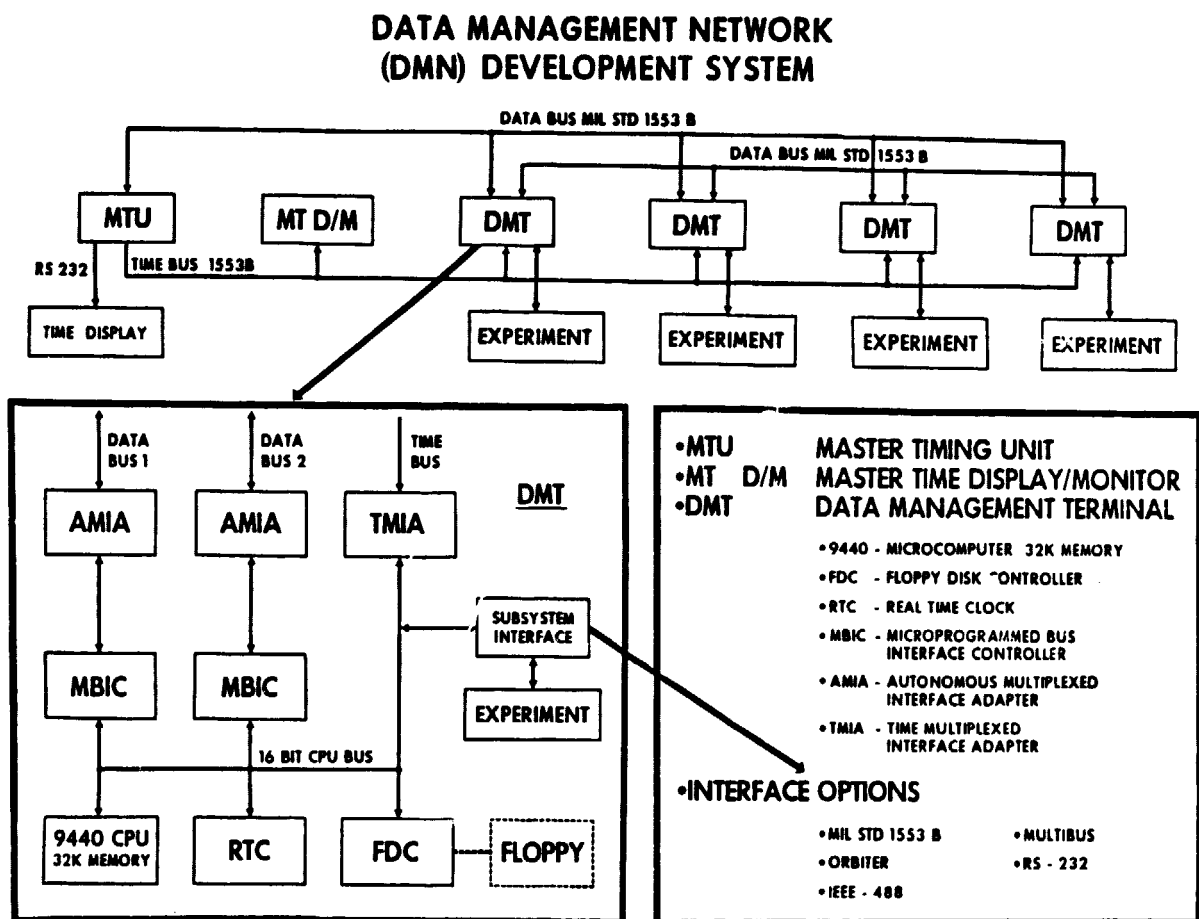 DATA MANAGEMENT NETWORK
(DMN) DEVELOPMENT SYSTEM
DATA BUS MIL STD 1553 B
DATA BUS MIL STD 1553 B
MTU
MT D/M
DMT
DMT
DMT
DMT
RS 232
TIME BUS 1553B
TIME DISPLAY
EXPERIMENT
EXPERIMENT
EXPERIMENT
EXPERIMENT
DATA
BUS 1
DATA
BUS 2
TIME
BUS
DMT
AMIA
AMIA
TMIA
SUBSYSTEM
INTERFACE
MBIC
MBIC
EXPERIMENT
16 BIT CPU BUS
9440 CPU
32K MEMORY
RTC
FDC
FLOPPY
•MTU MASTER TIMING UNIT
•MT D/M MASTER TIME DISPLAY/MONITOR
•DMT DATA MANAGEMENT TERMINAL
•9440 - MICROCOMPUTER 32K MEMORY
•FDC - FLOPPY DISK CONTROLLER
•RTC - REAL TIME CLOCK
•MBIC - MICROPROGRAMMED BUS
INTERFACE CONTROLLER
•AMIA - AUTONOMOUS MULTIPLEXED
INTERFACE ADAPTER
•TMIA - TIME MULTIPLEXED
INTERFACE ADAPTER
•INTERFACE OPTIONS
•MIL STD 1553 B •MULTIBUS
•ORBITER •RS - 232
•IEEE - 488